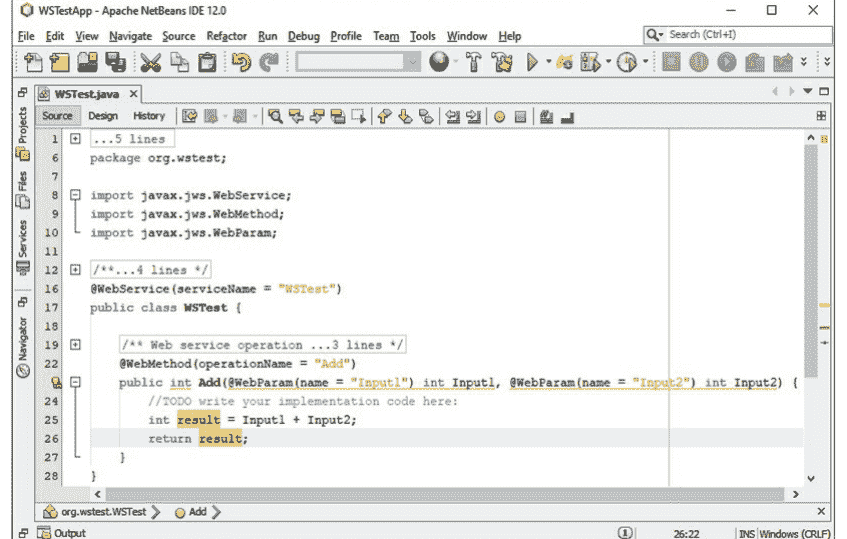 WSTestApp - Apache NetBeans IDE 12.0
File Edit View Navigate Source Refactor Run Debug Profile Team Tools Window Help
Search (Ctrl+I)
WSTest.java
Source Design History
Projects
Files
Services
Navigator
1 ...5 lines
6 package org.wstest;
7
8 import javax.jws.WebService;
9 import javax.jws.WebMethod;
10 import javax.jws.WebParam;
11
12 /**...4 lines */
16 @WebService(serviceName = "WSTest")
17 public class WSTest {
18
19 /** Web service operation ...3 lines */
22 @WebMethod(operationName = "Add")
public int Add(@WebParam(name = "Input1") int Input1, @WebParam(name = "Input2") int Input2) {
24 //TODO write your implementation code here:
25 int result = Input1 + Input2;
26 return result;
27 }
28 }
org.wstest.WSTest Add
Output
1 26:22 INS Windows (CRLF)